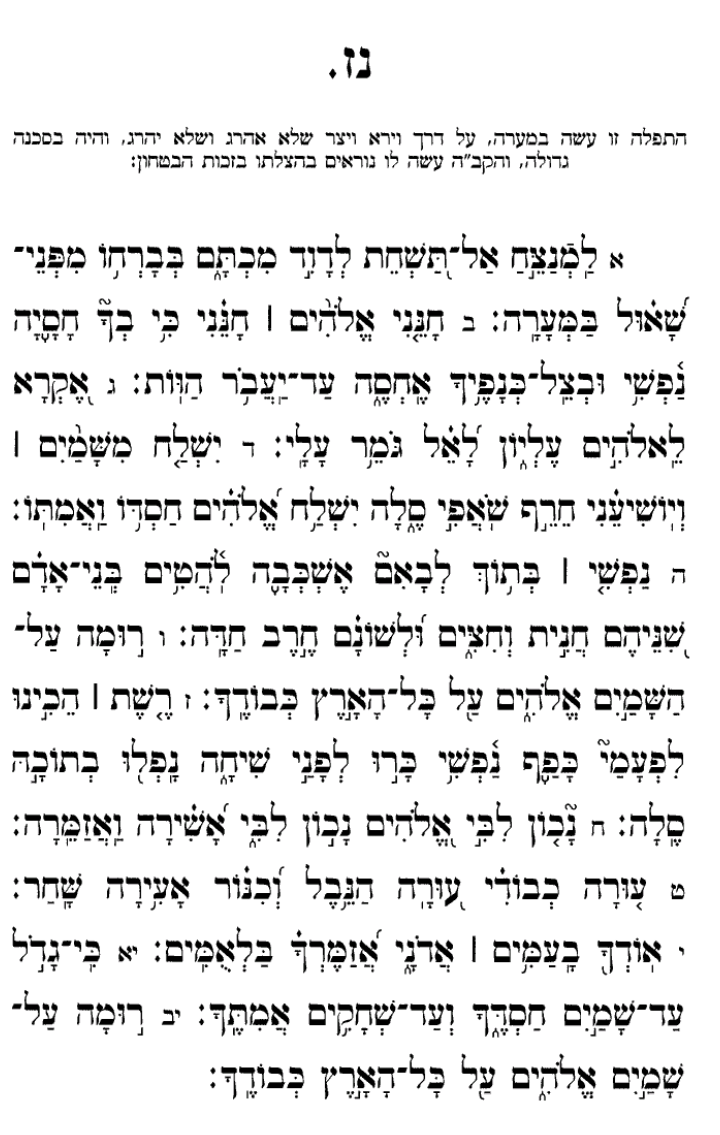 נז.
התפלה זו עשה במערה, על דרך וירא ויצר שלא אהרג ושלא יהרג, והיה בסכנה
גדולה, והקב״ה עשה לו נוראים בהצלתו בזכות הבטחון:
א לַ֭מְנַצֵּ֣חַ אַל־תַּ֭שְׁחֵת לְדָוִ֣ד מִכְתָּ֑ם בְּבָרְח֥וֹ מִפְּנֵי־
שָׁ֝א֗וּל בַּמְּעָרָֽה: ב חָנֵּ֤נִי אֱלֹהִ֨ים | חָנֵּ֗נִי כִּ֥י בְךָ֮ חָסָ֪יָה
נַ֫פְשִׁ֥י וּבְצֵֽל־כְּנָפֶ֥יךָ אֶחְסֶ֑ה עַ֝ד־יַעֲבֹ֥ר הַוּֽוֹת: ג אֶ֭קְרָא
לֵֽאלֹהִ֣ים עֶלְי֑וֹן לָ֝אֵ֗ל גֹּמֵ֥ר עָלָֽי: ד יִשְׁלַ֤ח מִשָּׁמַ֨יִם |
וְֽיוֹשִׁיעֵ֗נִי חֵרֵ֣ף שֹׁאֲפִ֣י סֶ֑לָה יִשְׁלַ֥ח אֱ֝לֹהִ֗ים חַסְדּ֥וֹ וַאֲמִתּֽוֹ:
ה נַפְשִׁ֤י | בְּת֥וֹךְ לְבָאִם֮ אֶשְׁכְּבָ֪ה לֹ֫הֲטִ֥ים בְּֽנֵי־אָדָ֗ם
שִׁ֭נֵּיהֶם חֲנִ֣ית וְחִצִּ֑ים וּ֝לְשׁוֹנָ֗ם חֶ֣רֶב חַדָּֽה: ו ר֣וּמָה עַל־
הַשָּׁמַ֣יִם אֱלֹהִ֑ים עַ֖ל כָּל־הָאָ֣רֶץ כְּבוֹדֶֽךָ: ז רֶ֤שֶׁת | הֵכִ֣ינוּ
לִפְעָמַי֮ כָּפַ֪ף נַ֫פְשִׁ֥י כָּר֣וּ לְפָנַ֣י שִׁיחָ֑ה נָפְל֖וּ בְתוֹכָ֣הּ
סֶֽלָה: ח נָ֘כ֤וֹן לִבִּ֣י אֱ֭לֹהִים נָכ֣וֹן לִבִּ֑י אָ֝שִׁ֗ירָה וַאֲזַמֵּֽרָה:
ט ע֤וּרָה כְבוֹדִ֗י ע֭וּרָֽה הַנֵּ֥בֶל וְכִנּ֗וֹר אָעִ֥ירָה שָּֽׁחַר:
י אוֹדְךָ֖ בָעַמִּ֥ים | אֲדֹנָ֑י אֲ֝זַמֶּרְךָ֗ בַּלְאֻמִּֽים: יא כִּֽי־גָדֹ֣ל
עַד־שָׁמַ֣יִם חַסְדֶּ֑ךָ וְֽעַד־שְׁחָקִ֥ים אֲמִתֶּֽךָ: יב ר֣וּמָה עַל־
שָׁמַ֣יִם אֱלֹהִ֑ים עַ֖ל כָּל־הָאָ֣רֶץ כְּבוֹדֶֽךָ: